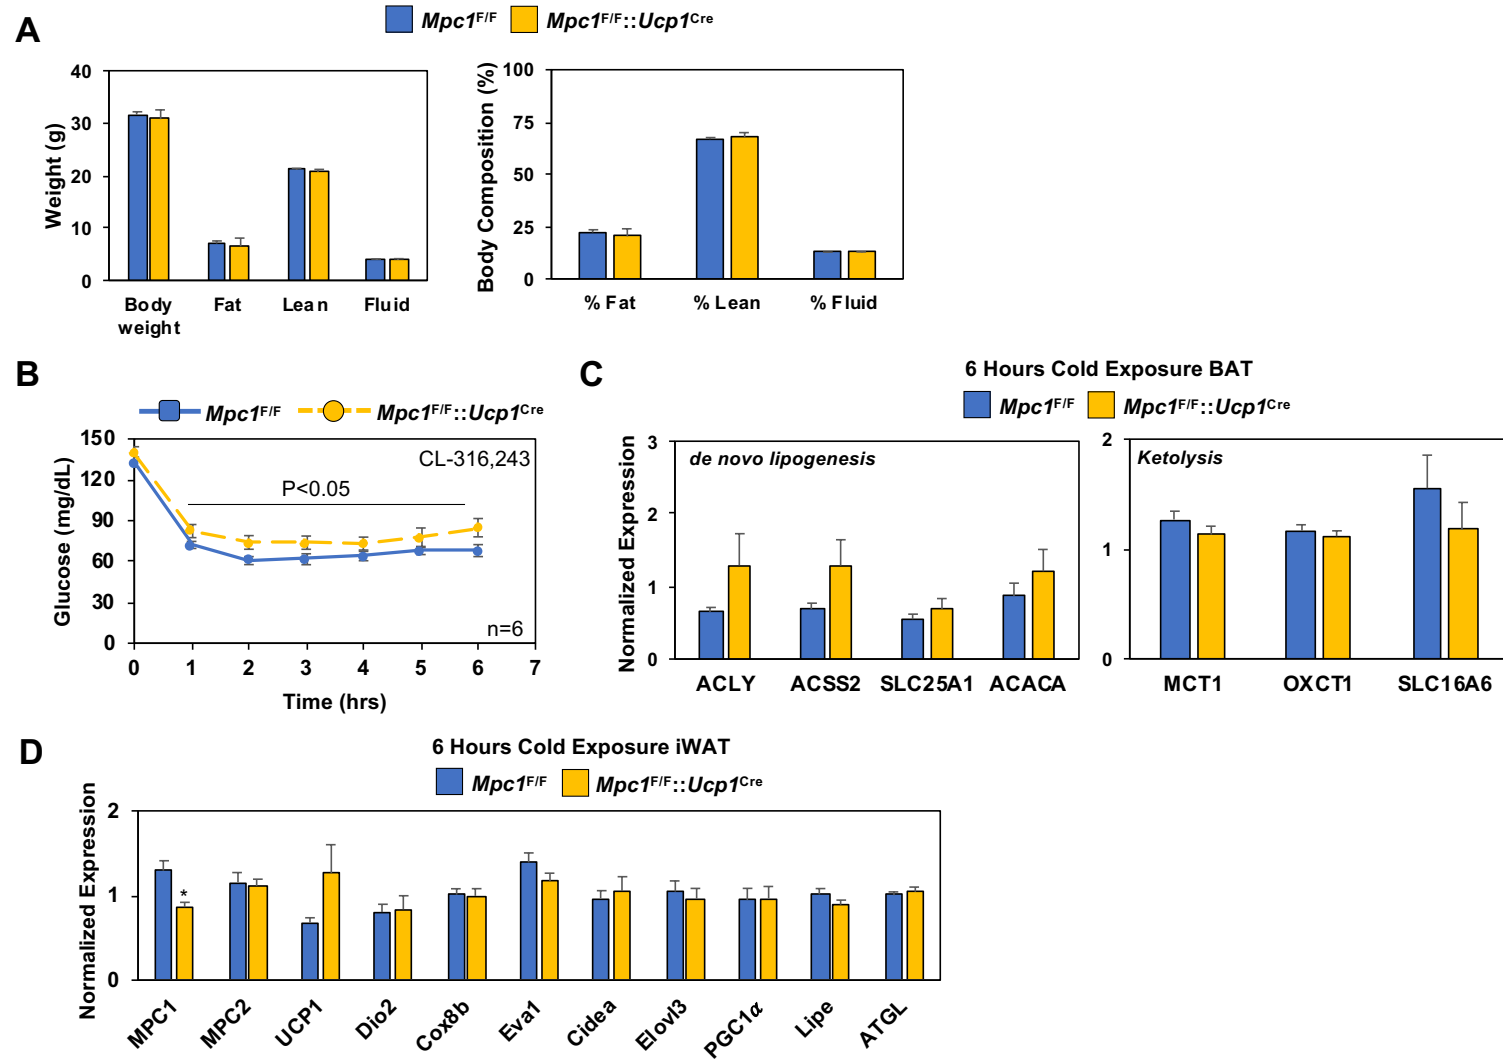 A
Mpc1F/F Mpc1F/F::Ucp1Cre
Weight (g)
40
30
20
10
0
Body weight Fat Lean Fluid
Body Composition (%)
100
75
50
25
0
% Fat % Lean % Fluid
B
Mpc1F/F Mpc1F/F::Ucp1Cre
Glucose (mg/dL)
150
120
90
60
30
0
CL-316,243
P<0.05
n=6
0 1 2 3 4 5 6 7
Time (hrs)
C
6 Hours Cold Exposure BAT
Mpc1F/F Mpc1F/F::Ucp1Cre
Normalized Expression
3
2
1
0
de novo lipogenesis
ACLY ACSS2 SLC25A1 ACACA
2
1
0
Ketolysis
MCT1 OXCT1 SLC16A6
D
6 Hours Cold Exposure iWAT
Mpc1F/F Mpc1F/F::Ucp1Cre
Normalized Expression
2
1
0
*
MPC1 MPC2 UCP1 Dio2 Cox8b Eva1 Cidea Elovl3 PGC1α Lipe ATGL